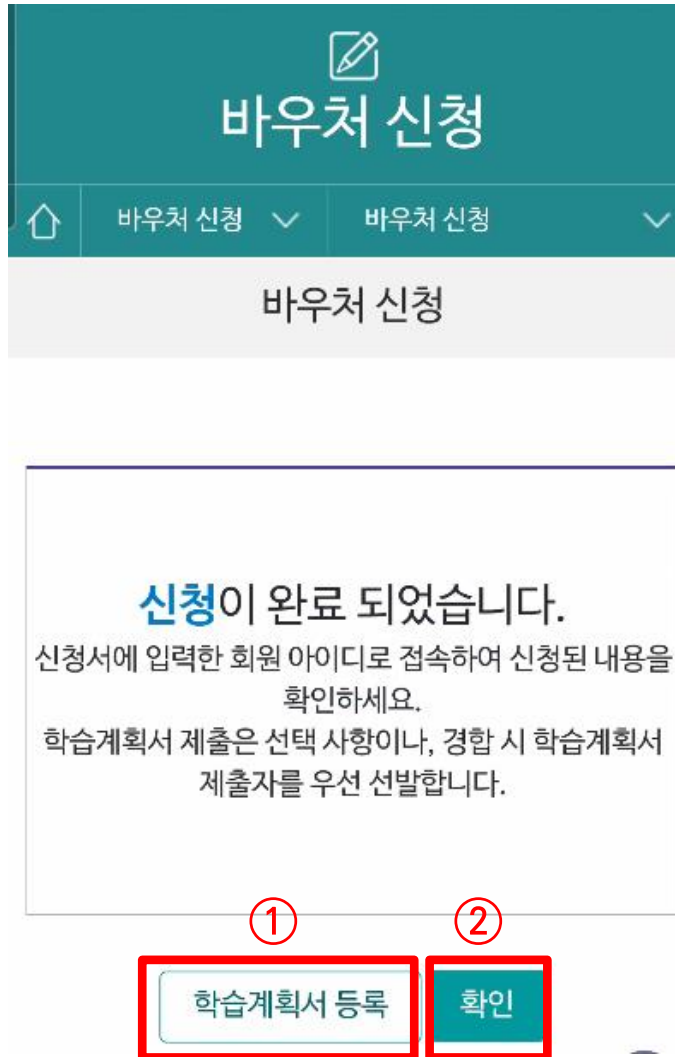 바우처 신청
바우처 신청 바우처 신청
바우처 신청
신청이 완료 되었습니다.
신청서에 입력한 회원 아이디로 접속하여 신청된 내용을
확인하세요.
학습계획서 제출은 선택 사항이나, 경합 시 학습계획서
제출자를 우선 선발합니다.
① ②
학습계획서 등록 확인